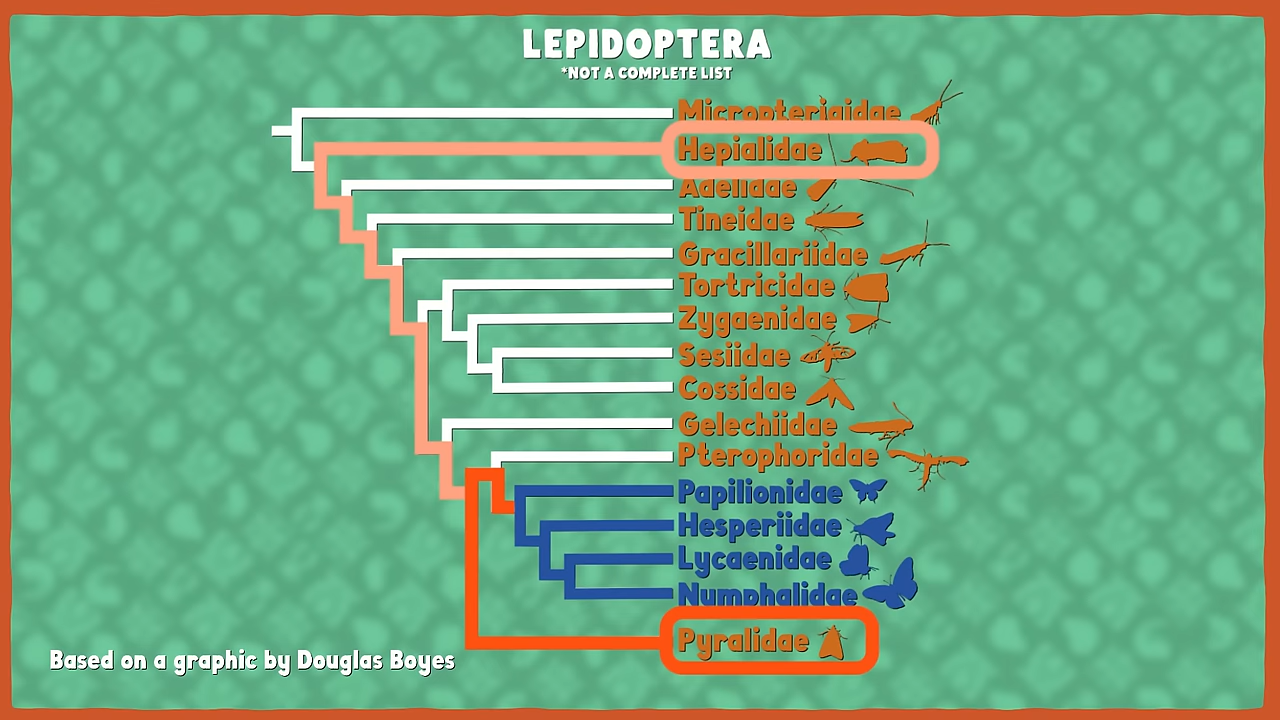 LEPIDOPTERA
*NOT A COMPLETE LIST
Micropterigidae
Hepialidae
Adelidae
Tineidae
Gracillariidae
Tortricidae
Zygaenidae
Sesiidae
Cossidae
Gelechiidae
Pterophoridae
Papilionidae
Hesperiidae
Lycaenidae
Numphalidae
Pyralidae
Based on a graphic by Douglas Boyes